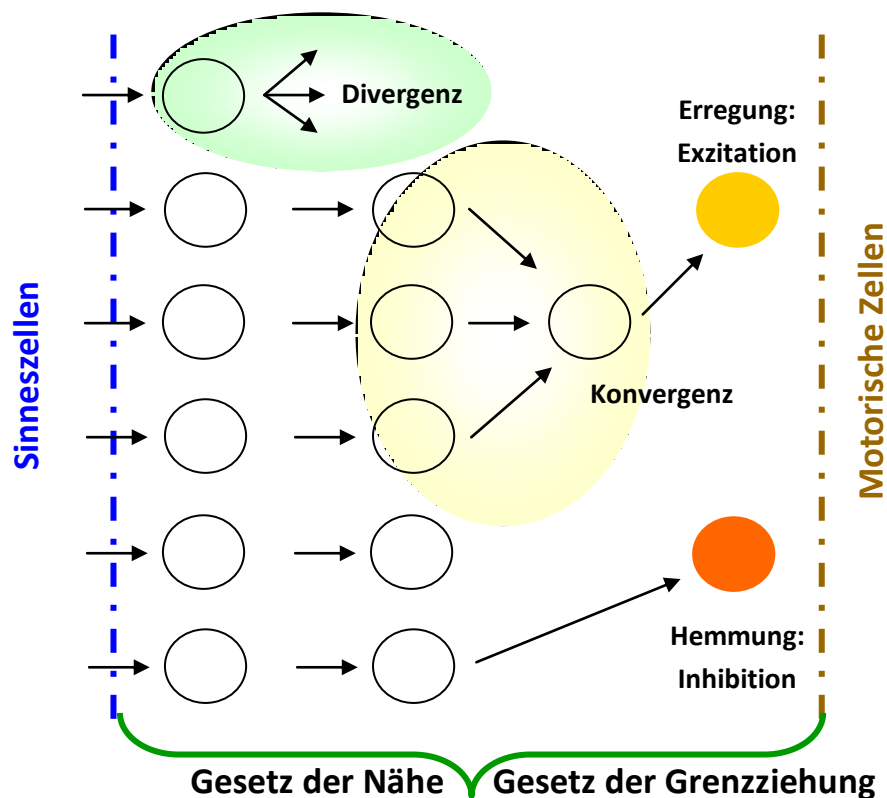 Divergenz
Erregung:
Exzitation
Sinneszellen
Motorische Zellen
Konvergenz
Hemmung:
Inhibition
Gesetz der Nähe
Gesetz der Grenzziehung